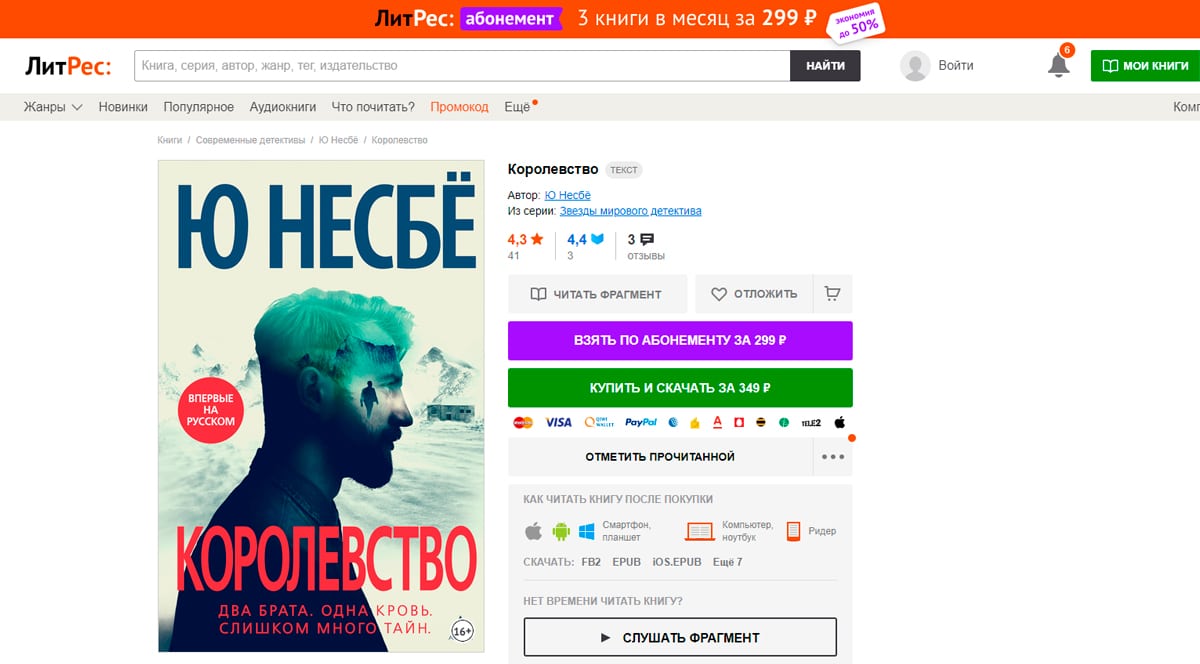 ЛитРес: абонемент 3 книги в месяц за 299 ₽ экономия до 50%
ЛитРес: Книга, серия, автор, жанр, тег, издательство НАЙТИ Войти 6 МОИ КНИГИ
Жанры Новинки Популярное Аудиокниги Что почитать? Промокод Ещё Комп
Книги / Современные детективы / Ю Несбё / Королевство
Ю НЕСБЁ
ВПЕРВЫЕ
НА
РУССКОМ
КОРОЛЕВСТВО
ДВА БРАТА. ОДНА КРОВЬ.
СЛИШКОМ МНОГО ТАЙН.
16+
Королевство ТЕКСТ
Автор: Ю Несбё
Из серии: Звезды мирового детектива
4,3 4,4 3
41 3 ОТЗЫВЫ
ЧИТАТЬ ФРАГМЕНТ ОТЛОЖИТЬ
ВЗЯТЬ ПО АБОНЕМЕНТУ ЗА 299 ₽
КУПИТЬ И СКАЧАТЬ ЗА 349 ₽
VISA QIWI WALLET PayPal TELE2
ОТМЕТИТЬ ПРОЧИТАННОЙ
КАК ЧИТАТЬ КНИГУ ПОСЛЕ ПОКУПКИ
Смартфон, планшет Компьютер, ноутбук Ридер
СКАЧАТЬ: FB2 EPUB iOS.EPUB Ещё 7
НЕТ ВРЕМЕНИ ЧИТАТЬ КНИГУ?
СЛУШАТЬ ФРАГМЕНТ